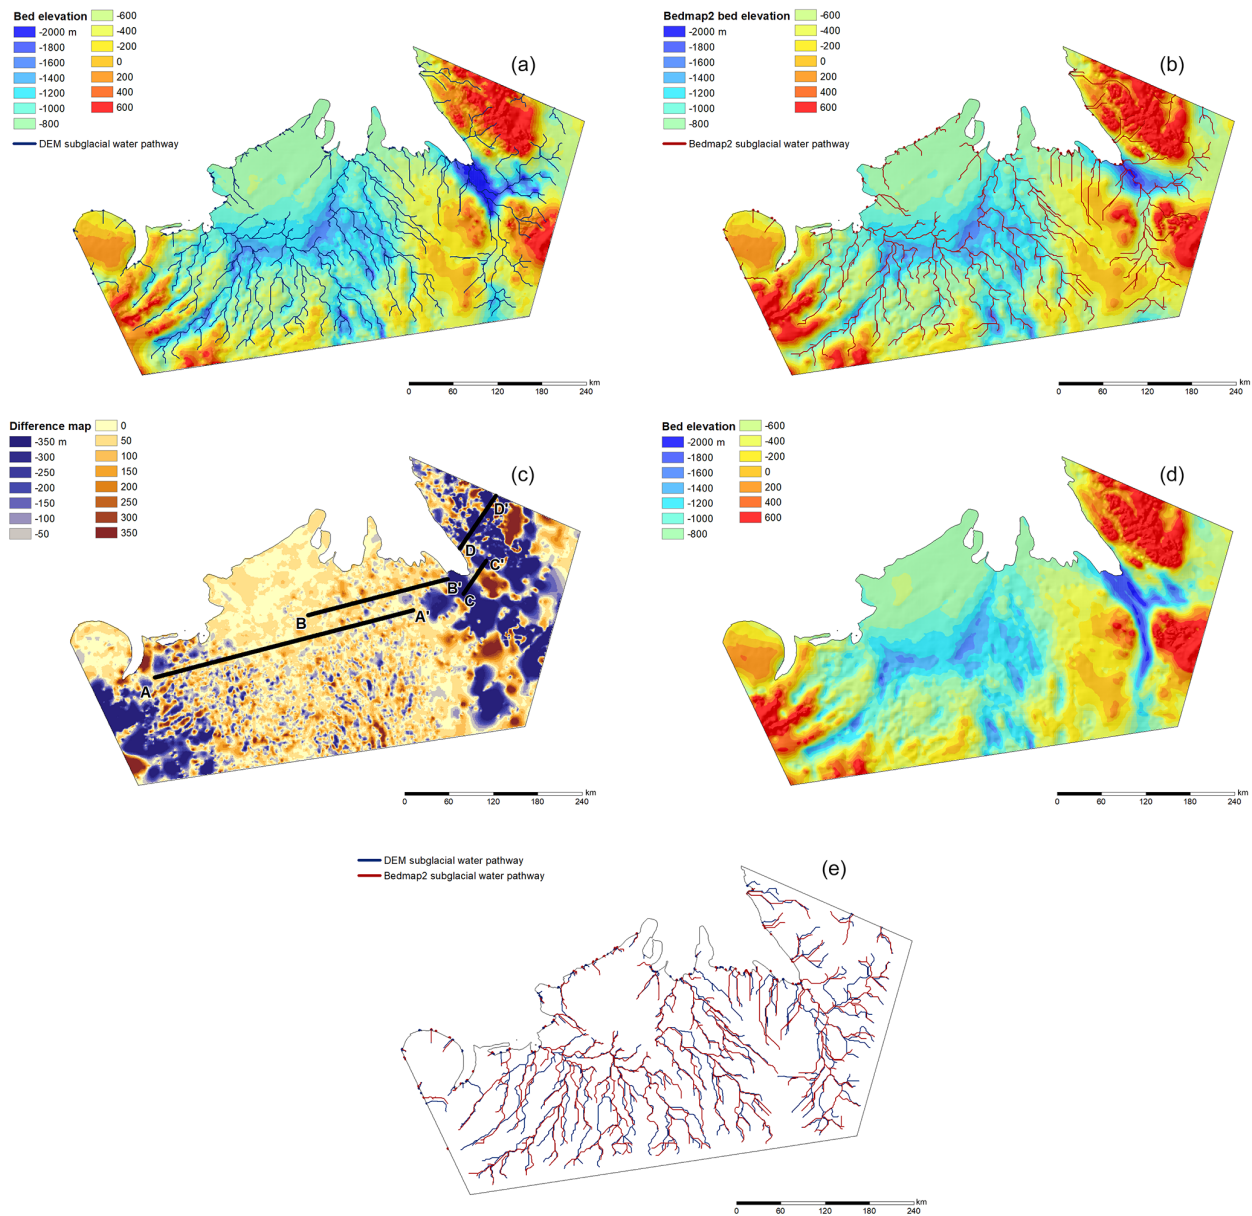 Bed elevation
-2000 m
-1800
-1600
-1400
-1200
-1000
-800
-600
-400
-200
0
200
400
600
DEM subglacial water pathway
(a)
0 60 120 180 240 km
Bedmap2 bed elevation
-2000 m
-1800
-1600
-1400
-1200
-1000
-800
-600
-400
-200
0
200
400
600
Bedmap2 subglacial water pathway
(b)
0 60 120 180 240 km
Difference map
-350 m
-300
-250
-200
-150
-100
-50
0
50
100
150
200
250
300
350
(c)
D'
D
C'
B'
C
A'
B
A
0 60 120 180 240 km
Bed elevation
-2000 m
-1800
-1600
-1400
-1200
-1000
-800
-600
-400
-200
0
200
400
600
(d)
0 60 120 180 240 km
DEM subglacial water pathway
Bedmap2 subglacial water pathway
(e)
0 60 120 180 240 km